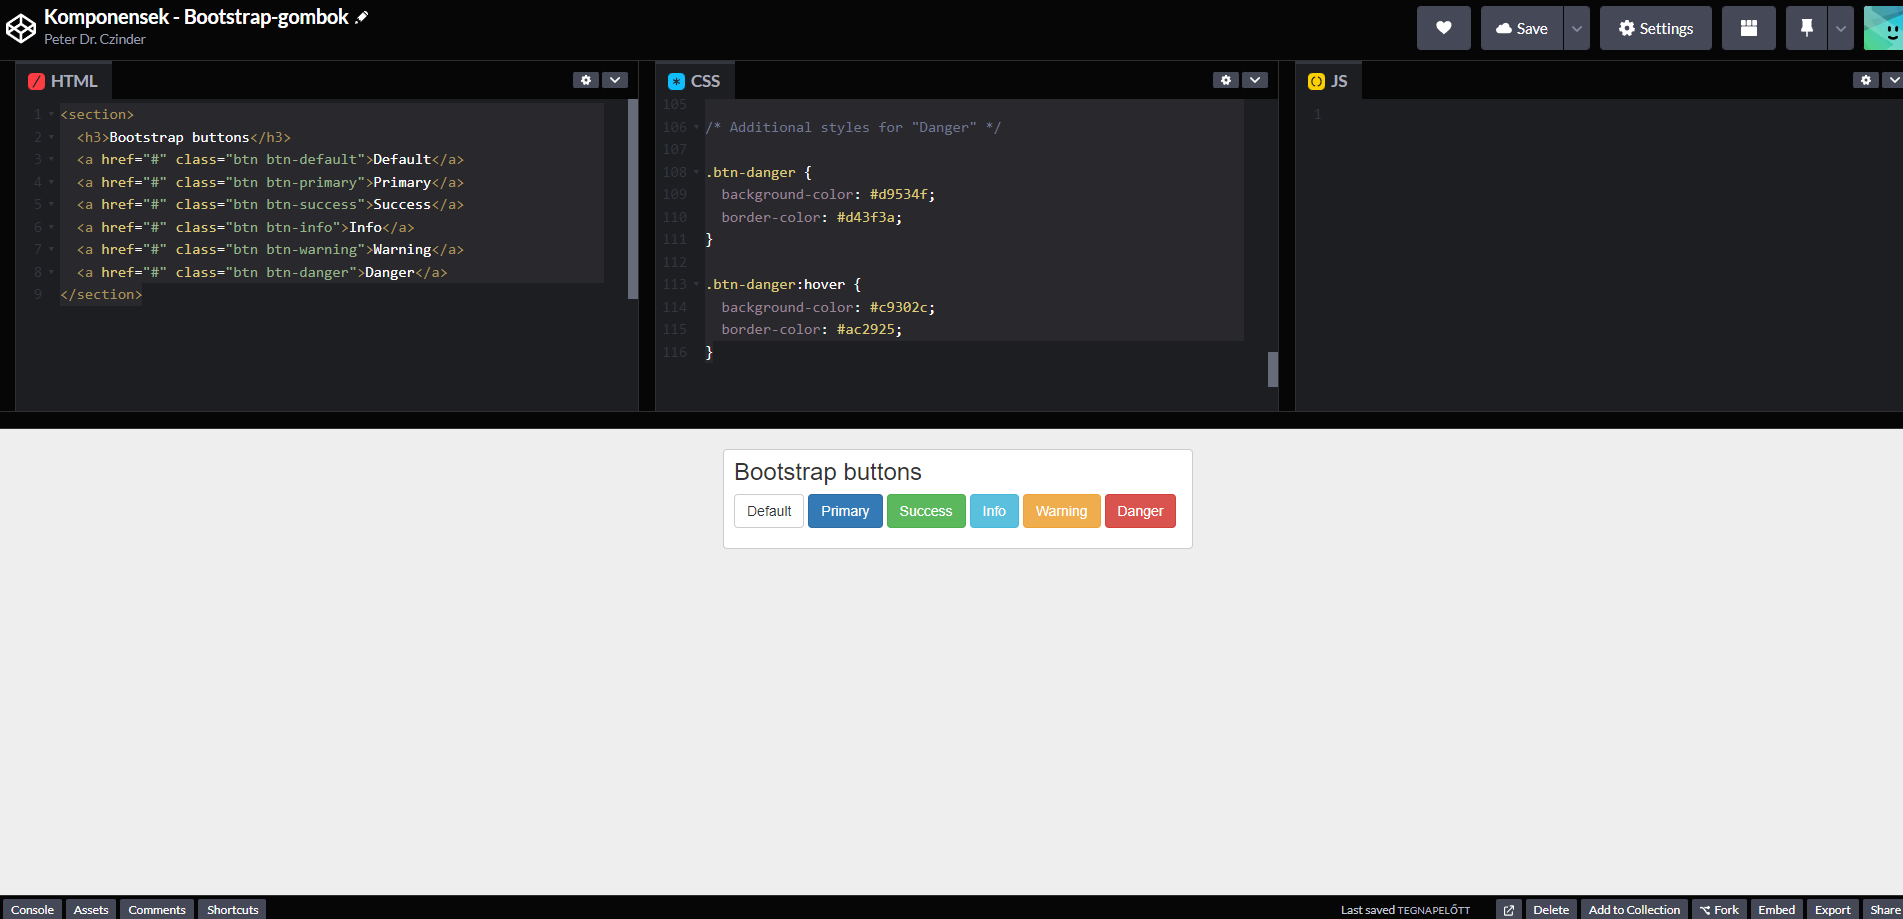 Komponensek - Bootstrap-gombok
Peter Dr. Czinder
Save
Settings
HTML
1 <section>
2 <h3>Bootstrap buttons</h3>
3 <a href="#" class="btn btn-default">Default</a>
4 <a href="#" class="btn btn-primary">Primary</a>
5 <a href="#" class="btn btn-success">Success</a>
6 <a href="#" class="btn btn-info">Info</a>
7 <a href="#" class="btn btn-warning">Warning</a>
8 <a href="#" class="btn btn-danger">Danger</a>
9 </section>
CSS
105
106 /* Additional styles for "Danger" */
107
108 .btn-danger {
109 background-color: #d9534f;
110 border-color: #d43f3a;
111 }
112
113 .btn-danger:hover {
114 background-color: #c9302c;
115 border-color: #ac2925;
116 }
JS
1
Bootstrap buttons
Default Primary Success Info Warning Danger
Console Assets Comments Shortcuts Last saved TEGNAPELŐTT Delete Add to Collection Fork Embed Export Share